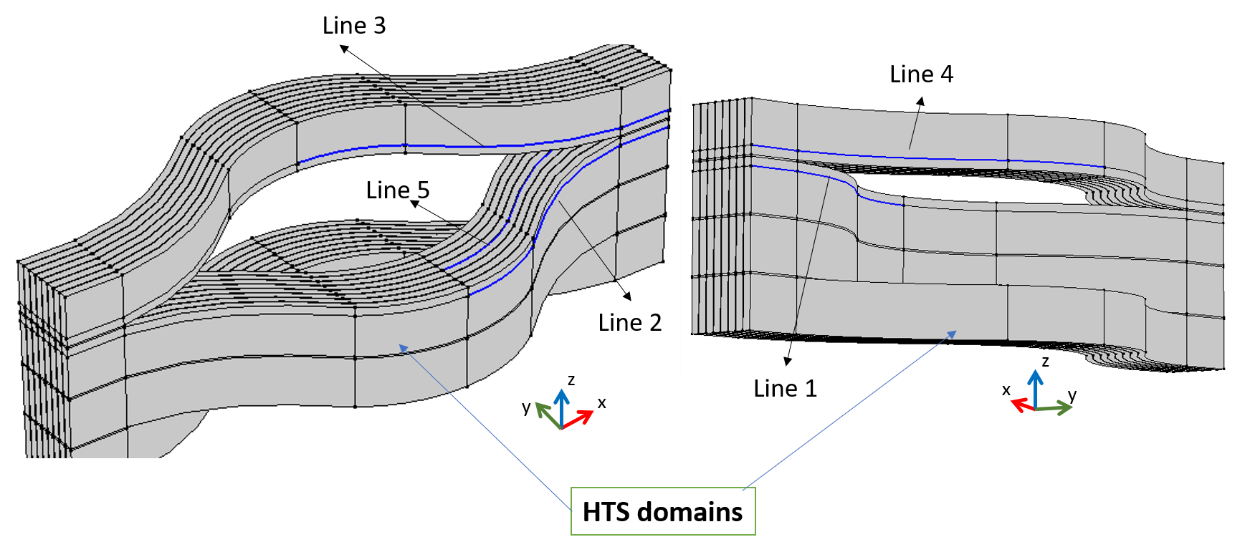 Line 3
Line 4
Line 5
Line 2
Line 1
z
y
x
z
x
y
HTS domains